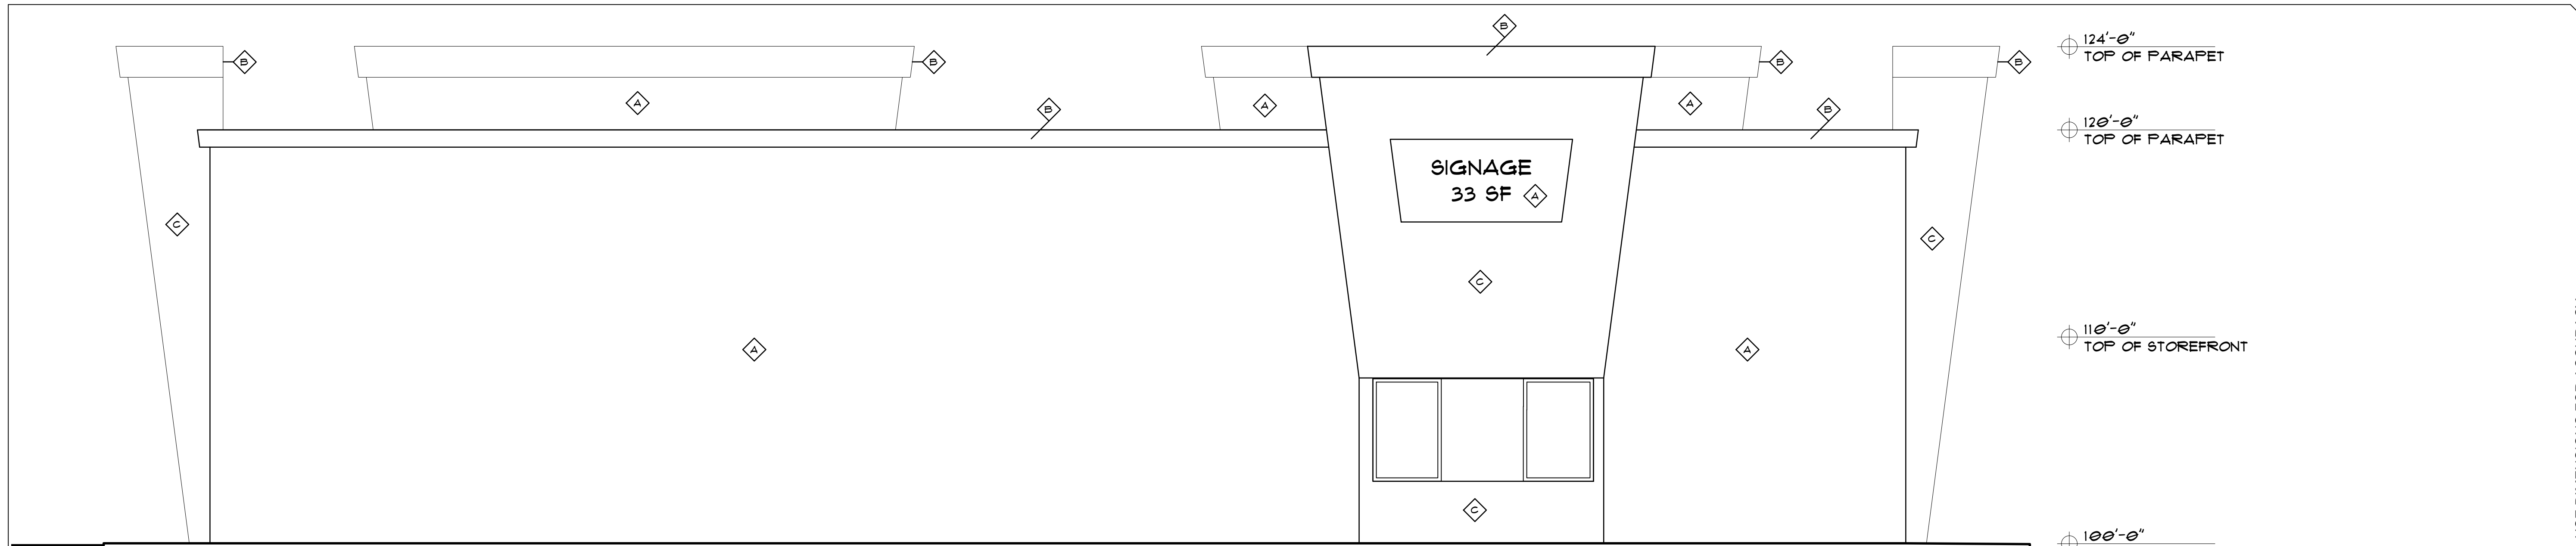 B
124'-0"
TOP OF PARAPET
B
B
B
B
A
A
A
B
B
120'-0"
TOP OF PARAPET
SIGNAGE
33 SF
A
C
C
C
110'-0"
TOP OF STOREFRONT
A
A
C
100'-0"